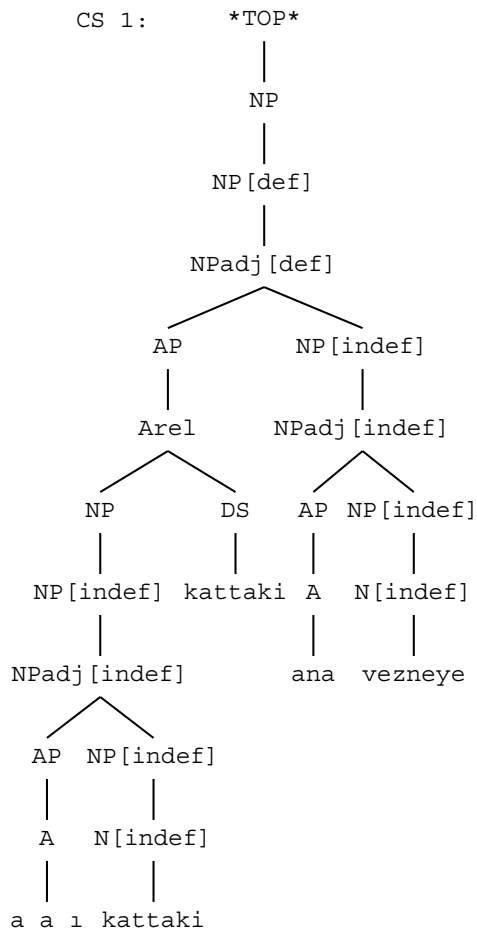 CS 1: *TOP*
NP
NP[def]
NPadj[def]
AP NP[indef]
Arel NPadj[indef]
NP DS AP NP[indef]
NP[indef] kattaki A N[indef]
NPadj[indef] ana vezneye
AP NP[indef]
A N[indef]
a a ı kattaki